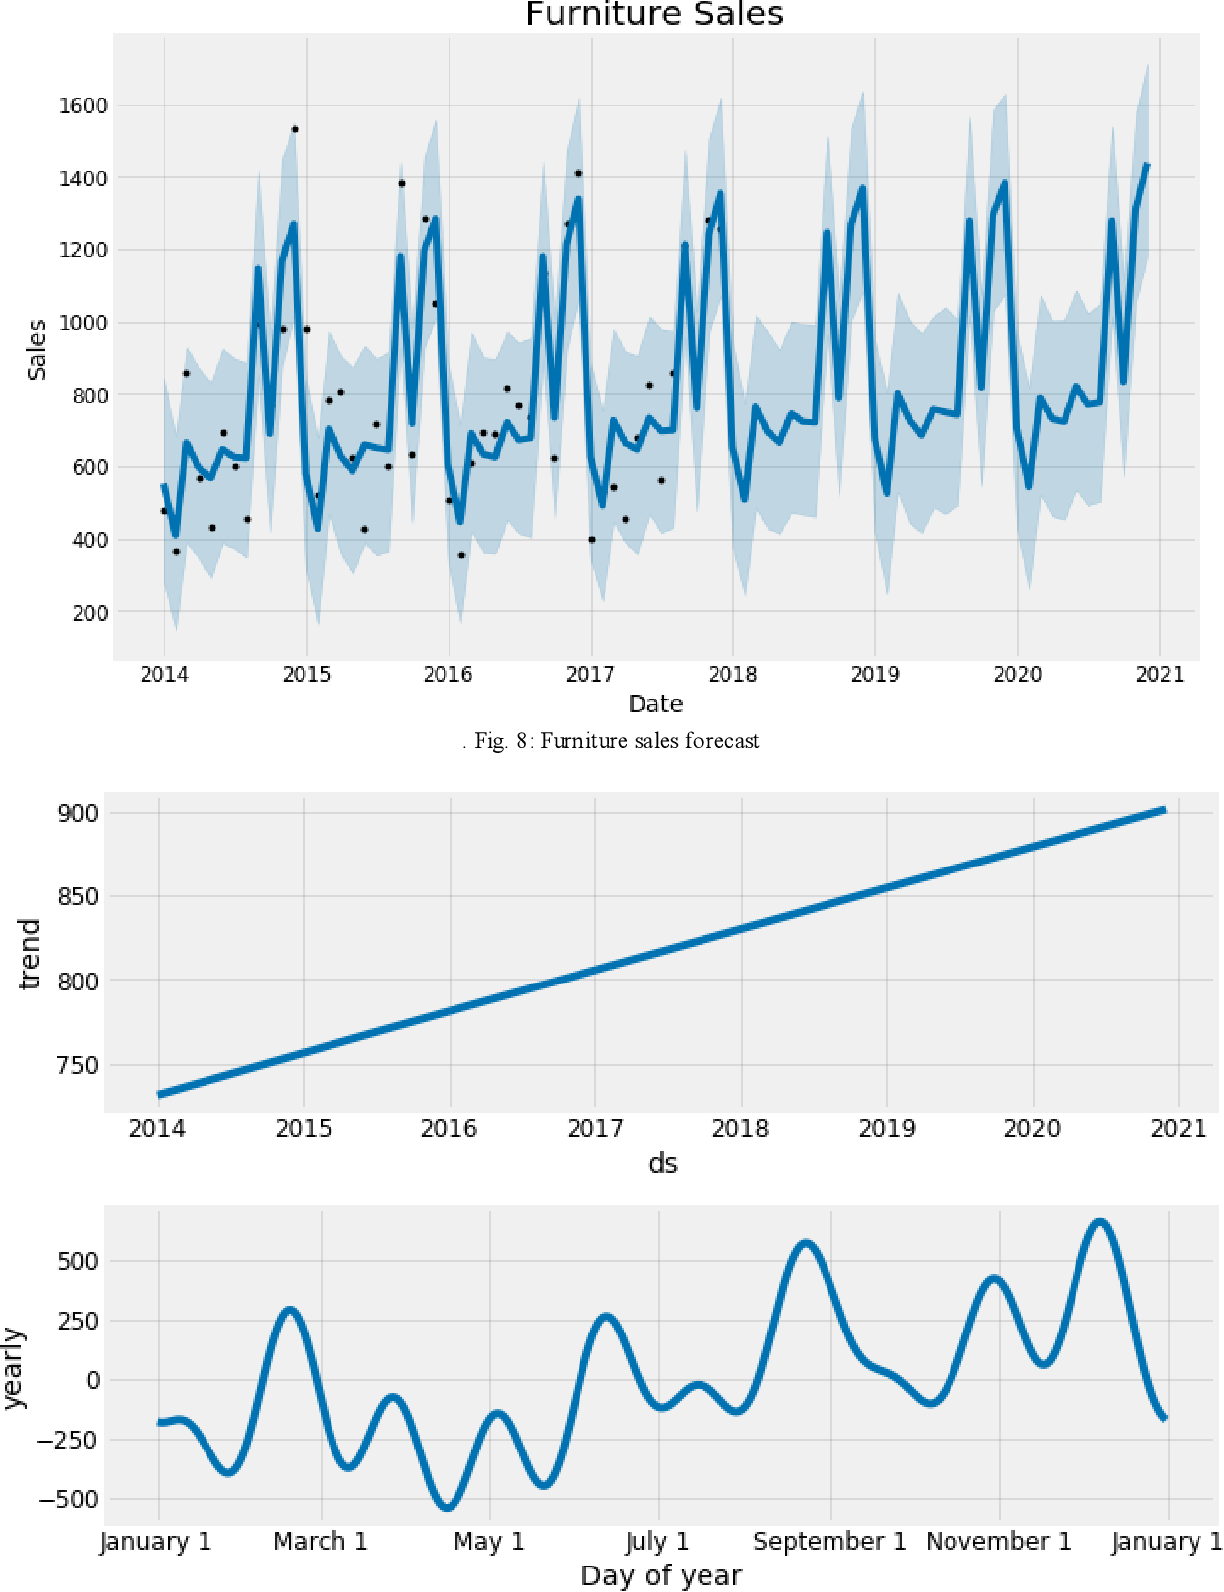 Furniture Sales
1600
1400
1200
1000
800
600
400
200
Sales
2014 2015 2016 2017 2018 2019 2020 2021
Date
. Fig. 8: Furniture sales forecast
900
850
800
750
trend
2014 2015 2016 2017 2018 2019 2020 2021
ds
500
250
0
−250
−500
yearly
January 1 March 1 May 1 July 1 September 1 November 1 January 1
Day of year